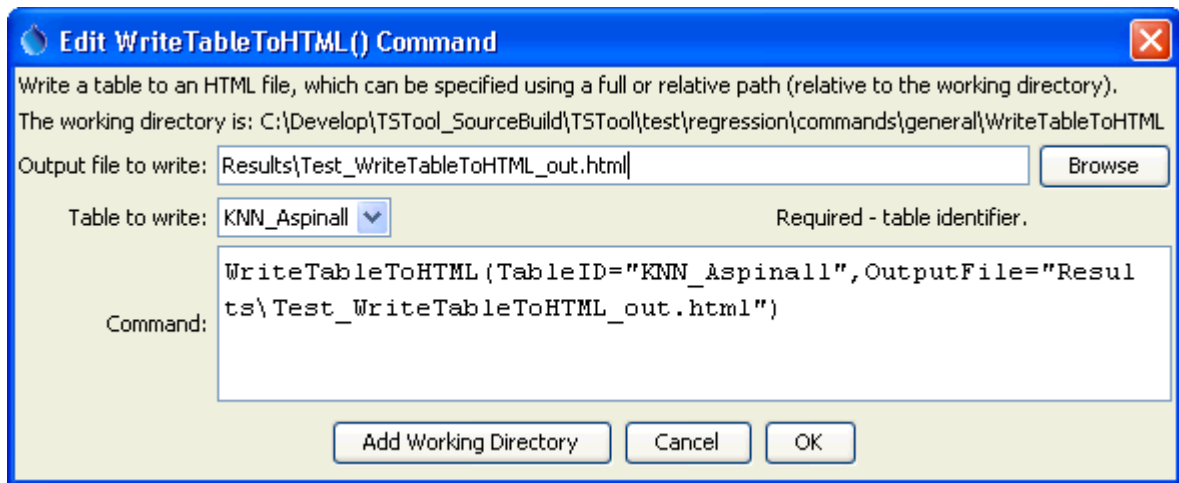 Edit WriteTableToHTML() Command
Write a table to an HTML file, which can be specified using a full or relative path (relative to the working directory).
The working directory is: C:\Develop\TSTool_SourceBuild\TSTool\test\regression\commands\general\WriteTableToHTML
Output file to write: Results\Test_WriteTableToHTML_out.html Browse
Table to write: KNN_Aspinall Required - table identifier.
WriteTableToHTML(TableID="KNN_Aspinall",OutputFile="Resul
ts\Test_WriteTableToHTML_out.html")
Command:
Add Working Directory Cancel OK